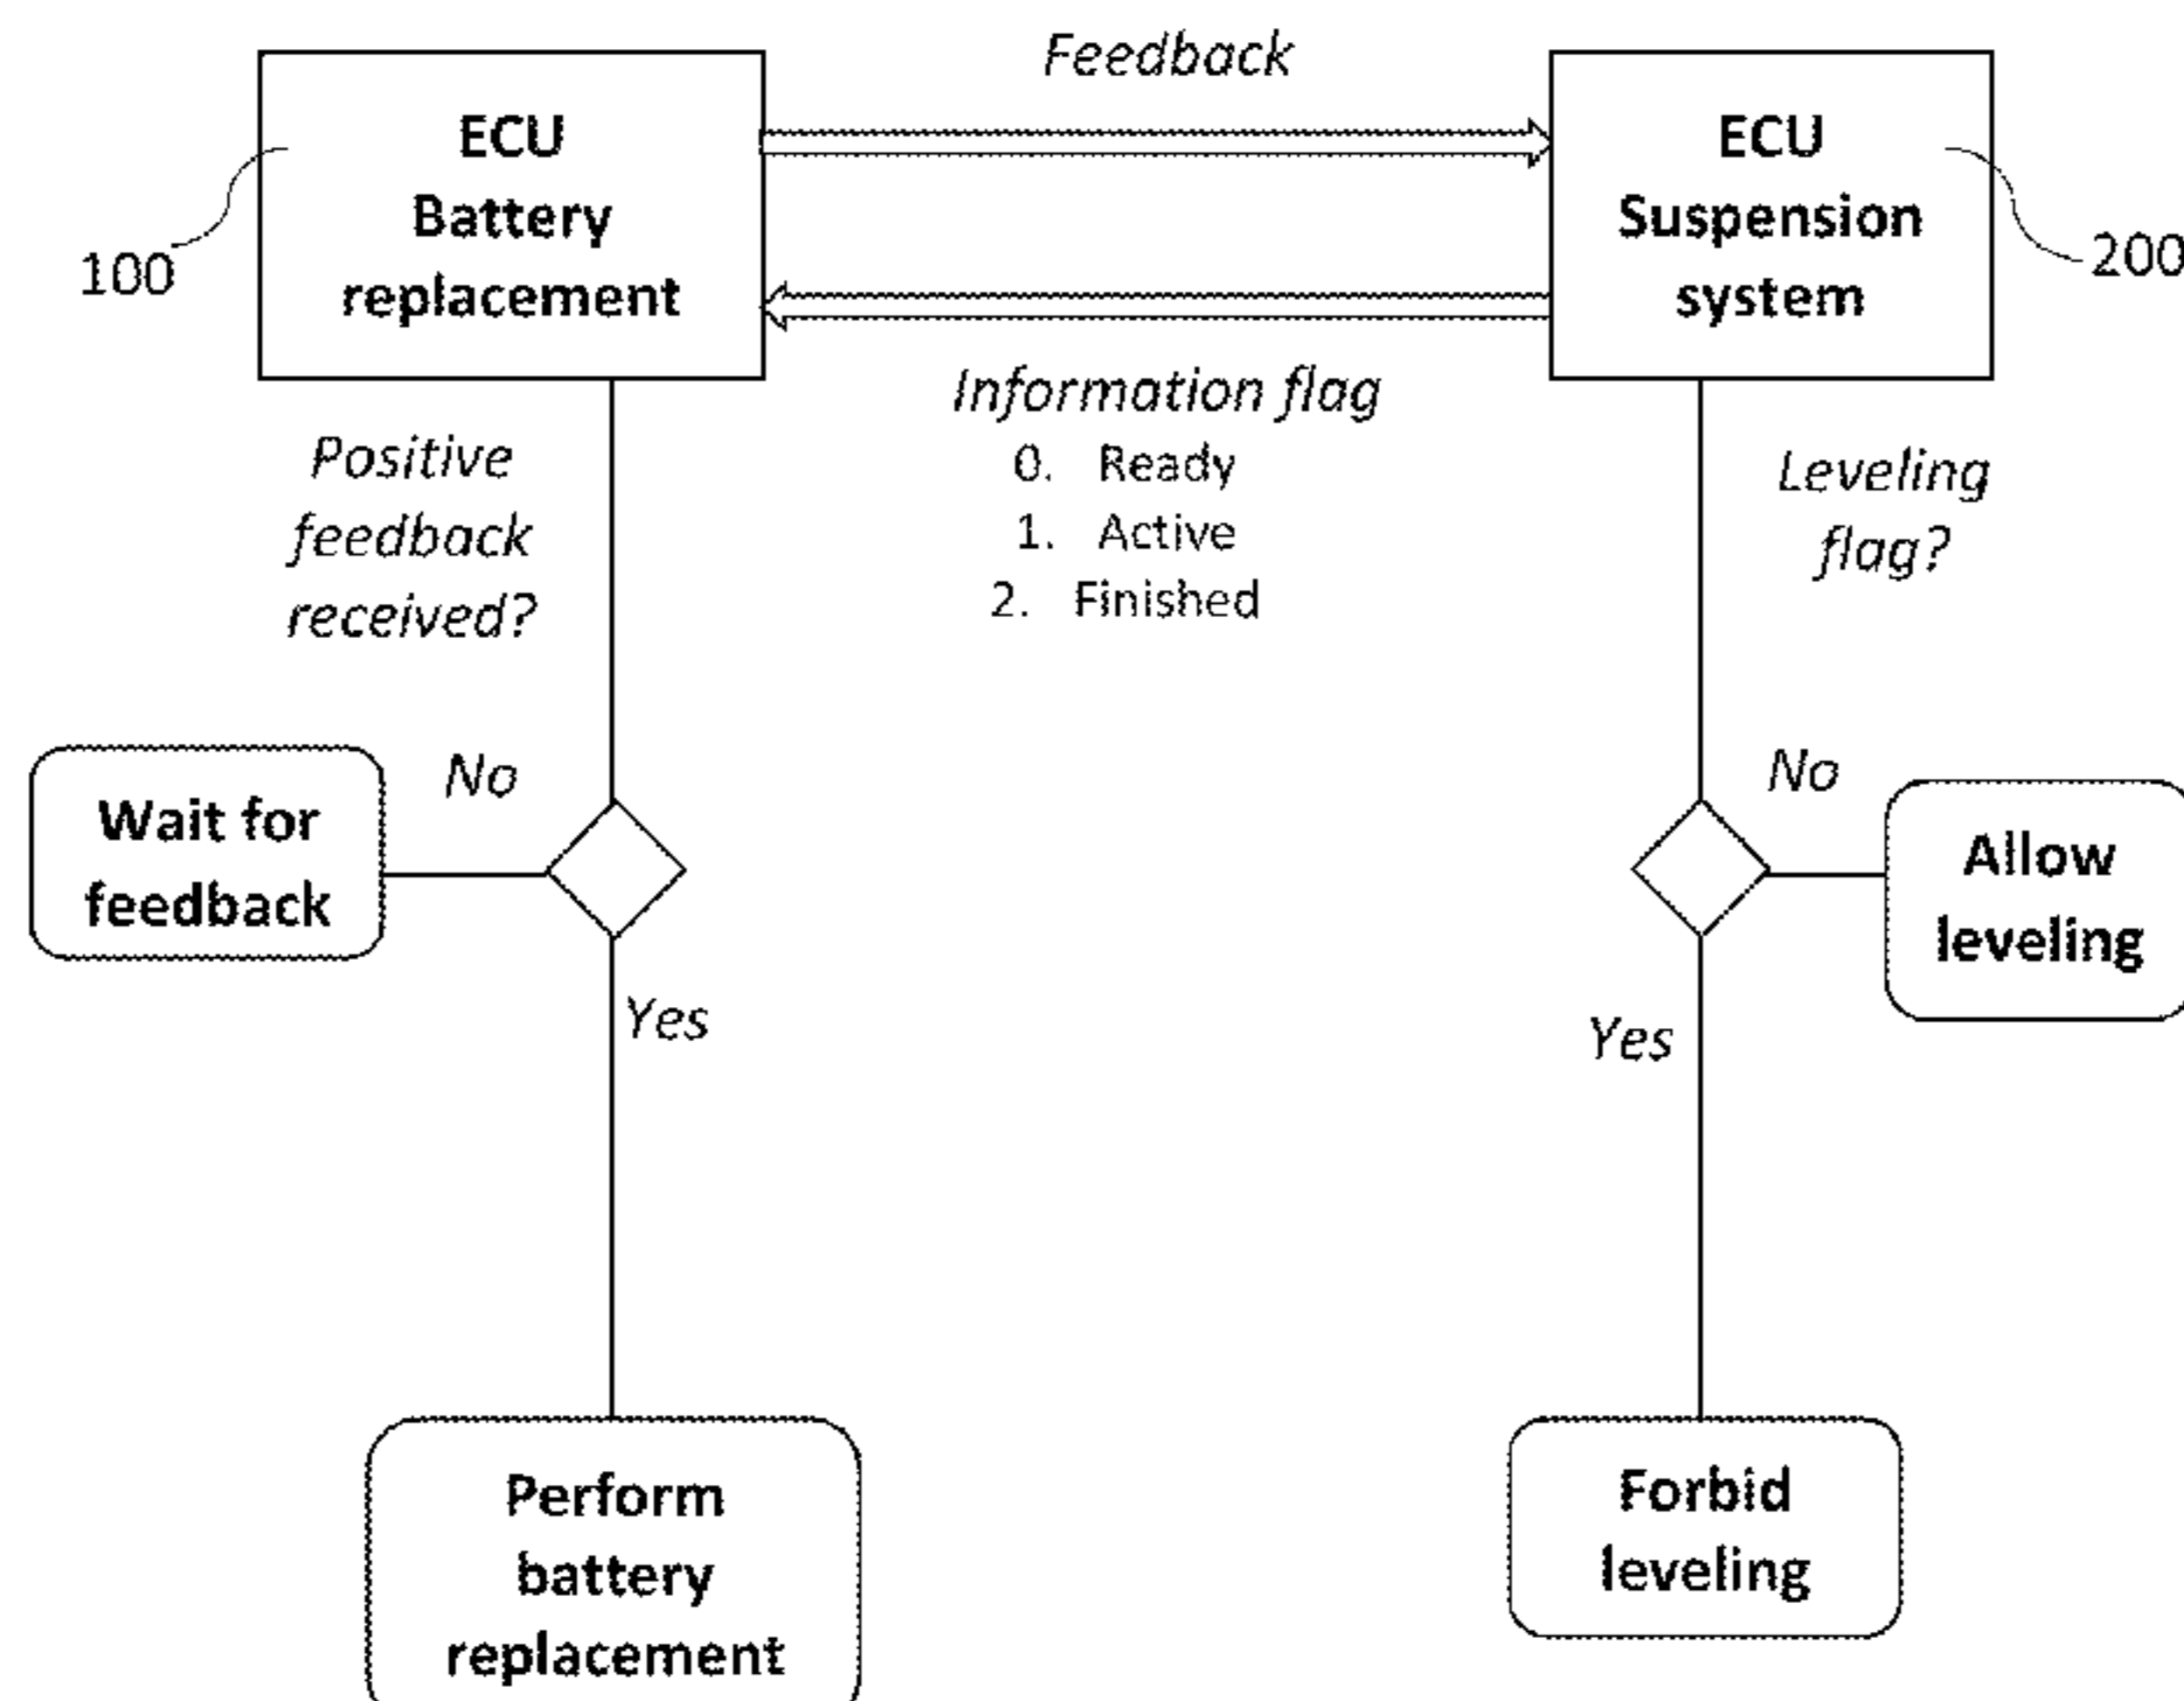 Feedback
ECU
Battery
replacement
ECU
Suspension
system
100
200
Information flag
0. Ready
1. Active
2. Finished
Positive
feedback
received?
Leveling
flag?
No
Wait for
feedback
No
Allow
leveling
Yes
Yes
Perform
battery
replacement
Forbid
leveling